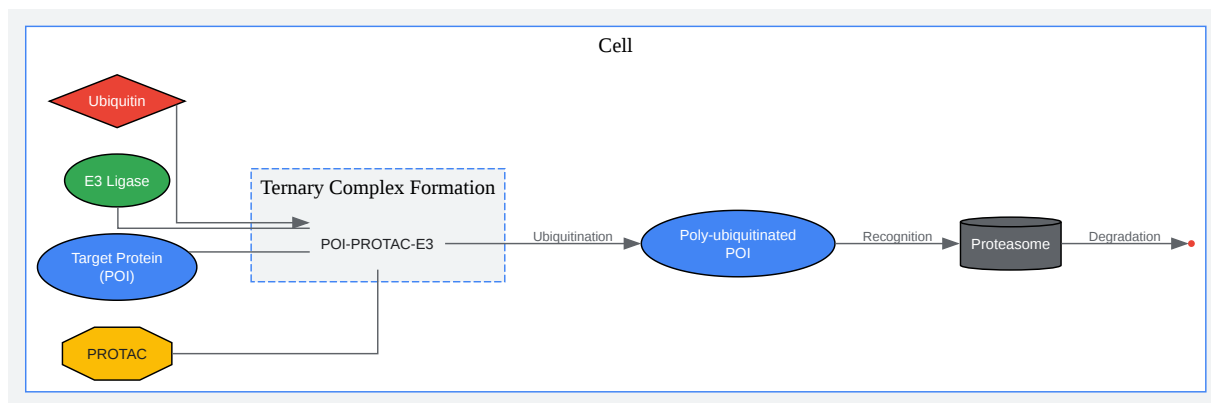 Cell
Ubiquitin
E3 Ligase
Target Protein
(POI)
PROTAC
Ternary Complex Formation
POI-PROTAC-E3
Ubiquitination
Poly-ubiquitinated
POI
Recognition
Proteasome
Degradation